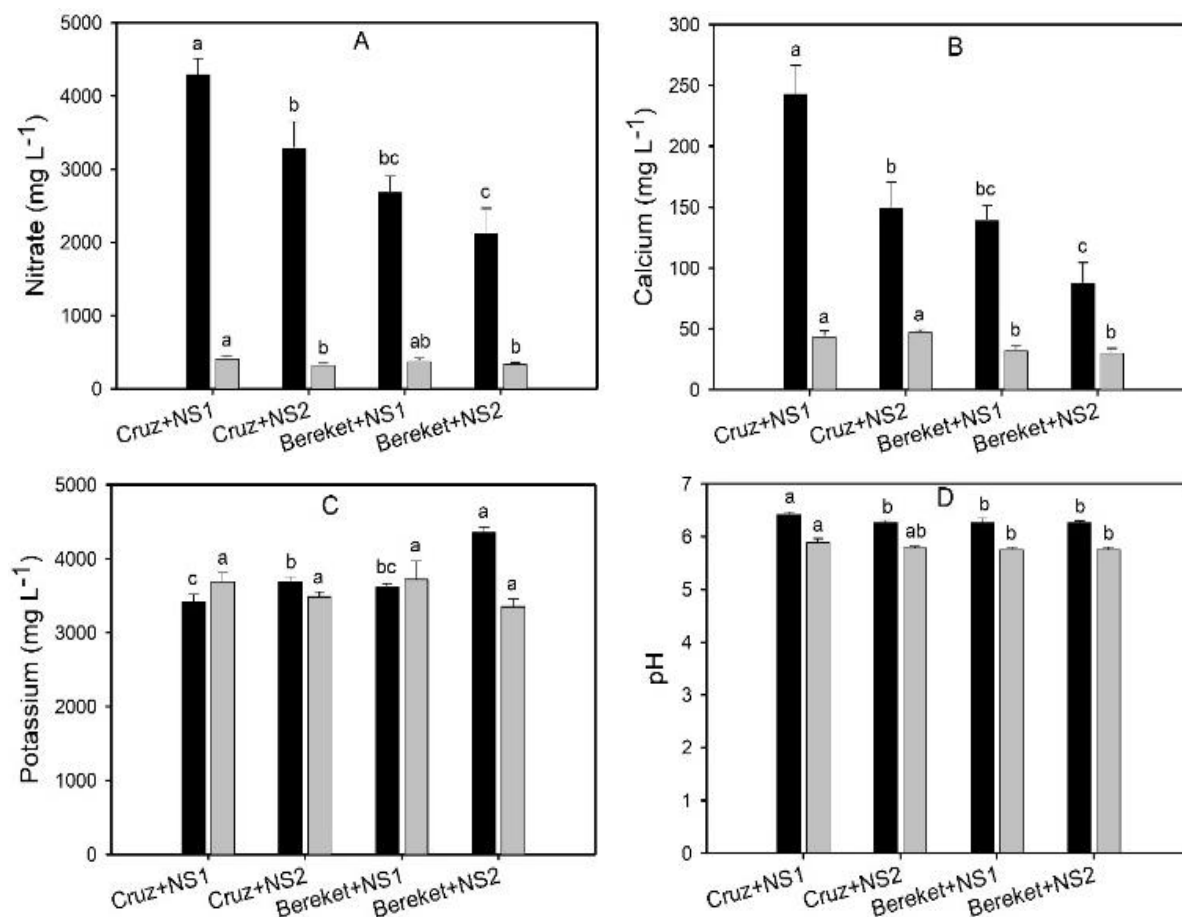 A
Nitrate (mg L⁻¹)
5000
4000
3000
2000
1000
0
a
b
bc
c
a
b
ab
b
Cruz+NS1
Cruz+NS2
Bereket+NS1
Bereket+NS2
B
Calcium (mg L⁻¹)
300
250
200
150
100
50
0
a
b
bc
c
a
a
b
b
Cruz+NS1
Cruz+NS2
Bereket+NS1
Bereket+NS2
C
Potassium (mg L⁻¹)
5000
4000
3000
2000
1000
0
c
a
b
a
bc
a
a
a
Cruz+NS1
Cruz+NS2
Bereket+NS1
Bereket+NS2
D
pH
7
6
5
4
3
2
1
0
a
a
b
ab
b
b
b
b
Cruz+NS1
Cruz+NS2
Bereket+NS1
Bereket+NS2